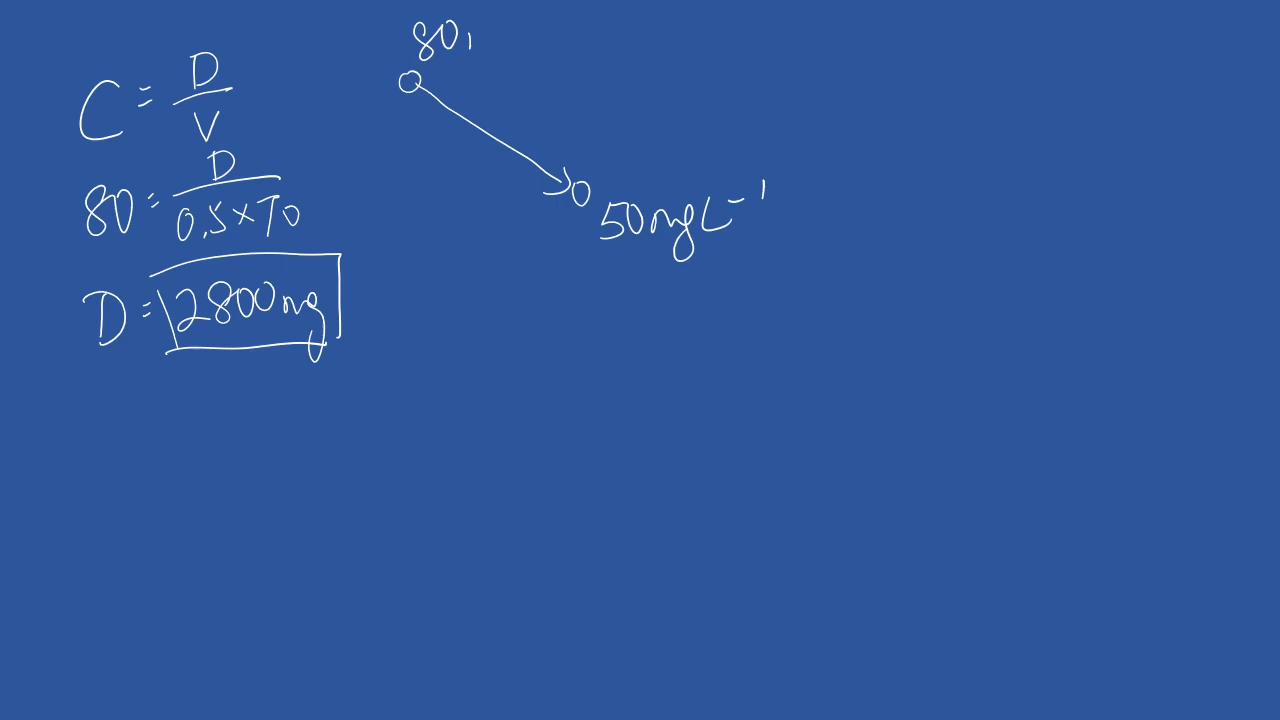 C = D/V
80 = D/0.5×70
D = 2800mg
80,
50mgL⁻¹